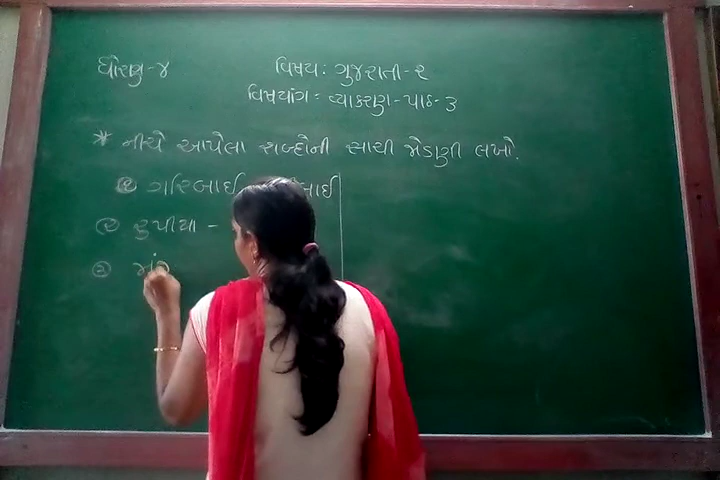 ધોરણ-૪ વિષય: ગુજરાતી-૨
વિષયાંગ: વ્યાકરણ-પાઠ-૩
* નીચે આપેલા શબ્દોની સાચી જોડણી લખો.
૧ ગરિબાઈ
૨ રુપીયા -
૩